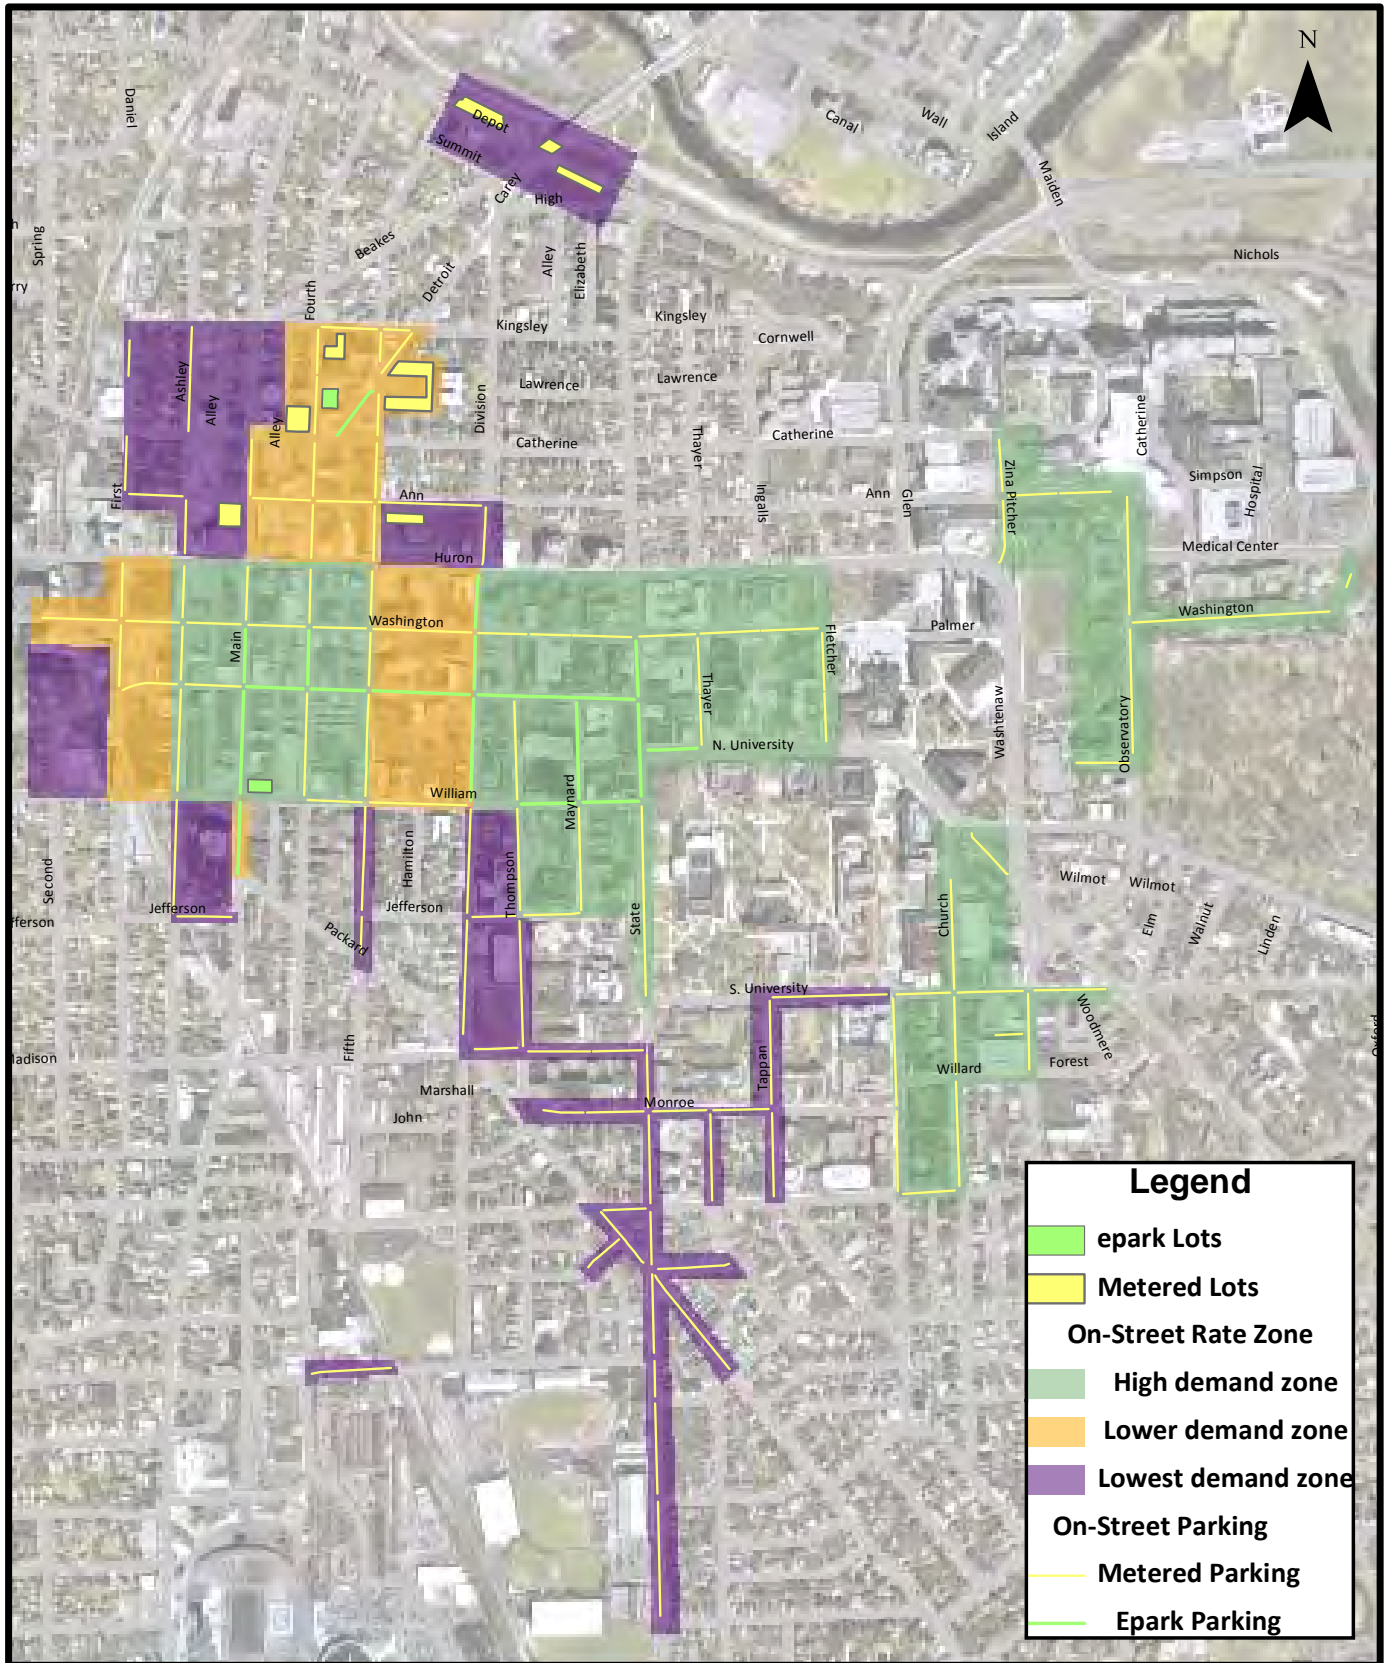 N
Daniel
Depot
Summit
Canal
Wall
Island
Maiden
Carey
High
Spring
Beakes
Detroit
Alley
Elizabeth
Nichols
rry
Fourth
Kingsley
Kingsley
Cornwell
Ashley
Alley
Alley
Lawrence
Lawrence
Division
Catherine
Thayer
Catherine
Catherine
Simpson
Hospital
First
Ann
Ingalls
Ann
Glen
Zina Pitcher
Huron
Medical Center
Washington
Washington
Main
Palmer
Fletcher
Thayer
Washtenaw
Observatory
N. University
William
Maynard
Second
Hamilton
Thompson
Jefferson
Jefferson
fferson
Packard
State
Church
Wilmot
Wilmot
Elm
Walnut
Linden
S. University
Woodmere
Oxford
adison
Fifth
Tappan
Willard
Forest
Marshall
John
Monroe
Legend
epark Lots
Metered Lots
On-Street Rate Zone
High demand zone
Lower demand zone
Lowest demand zone
On-Street Parking
Metered Parking
Epark Parking